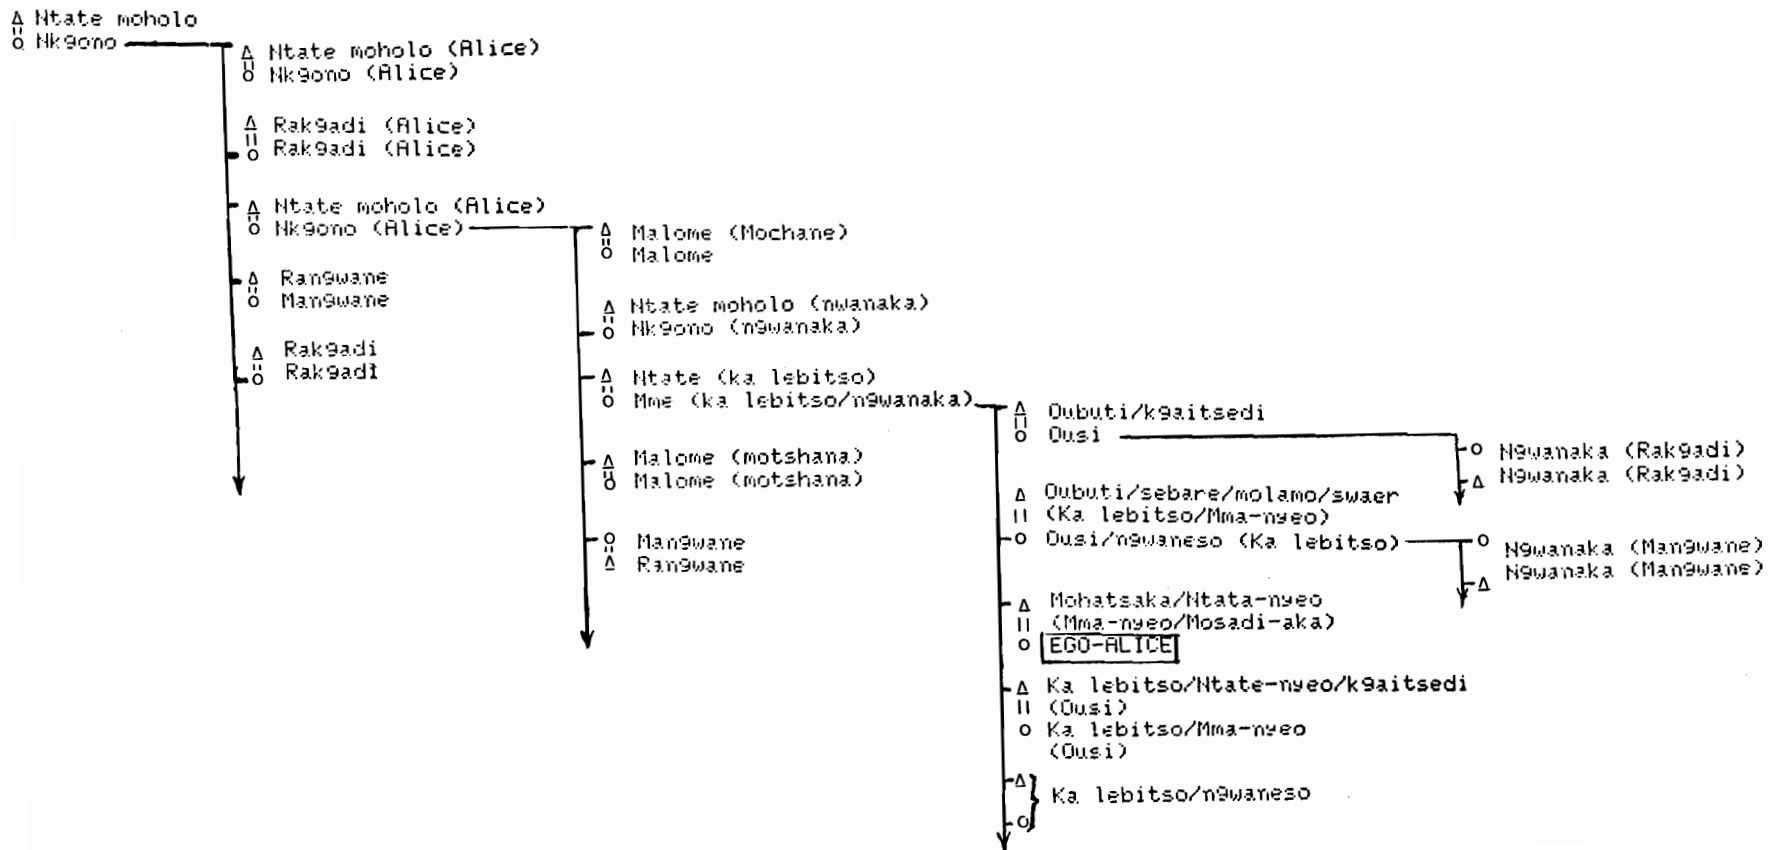 Ntate moholo
Nkgono
Ntate moholo (Alice)
Nkgono (Alice)
Rakgadi (Alice)
Rakgadi (Alice)
Ntate moholo (Alice)
Nkgono (Alice)
Rangwane
Mangwane
Rakgadi
Rakgadi
Malome (Mochane)
Malome
Ntate moholo (nwanaka)
Nkgono (ngwanaka)
Ntate (ka lebitso)
Mme (ka lebitso/ngwanaka)
Malome (motshana)
Malome (motshana)
Mangwane
Rangwane
Oubuti/kgaitsedi
Ousi
Oubuti/sebare/molamo/swaer
(Ka lebitso/Mma-nyeo)
Ousi/ngwaneso (Ka lebitso)
Mohatsaka/Ntata-nyeo
(Mma-nyeo/Mosadi-aka)
EGO-ALICE
Ka lebitso/Ntate-nyeo/kgaitsedi
(Ousi)
Ka lebitso/Mma-nyeo
(Ousi)
Ka lebitso/ngwaneso
Ngwanaka (Rakgadi)
Ngwanaka (Rakgadi)
Ngwanaka (Mangwane)
Ngwanaka (Mangwane)